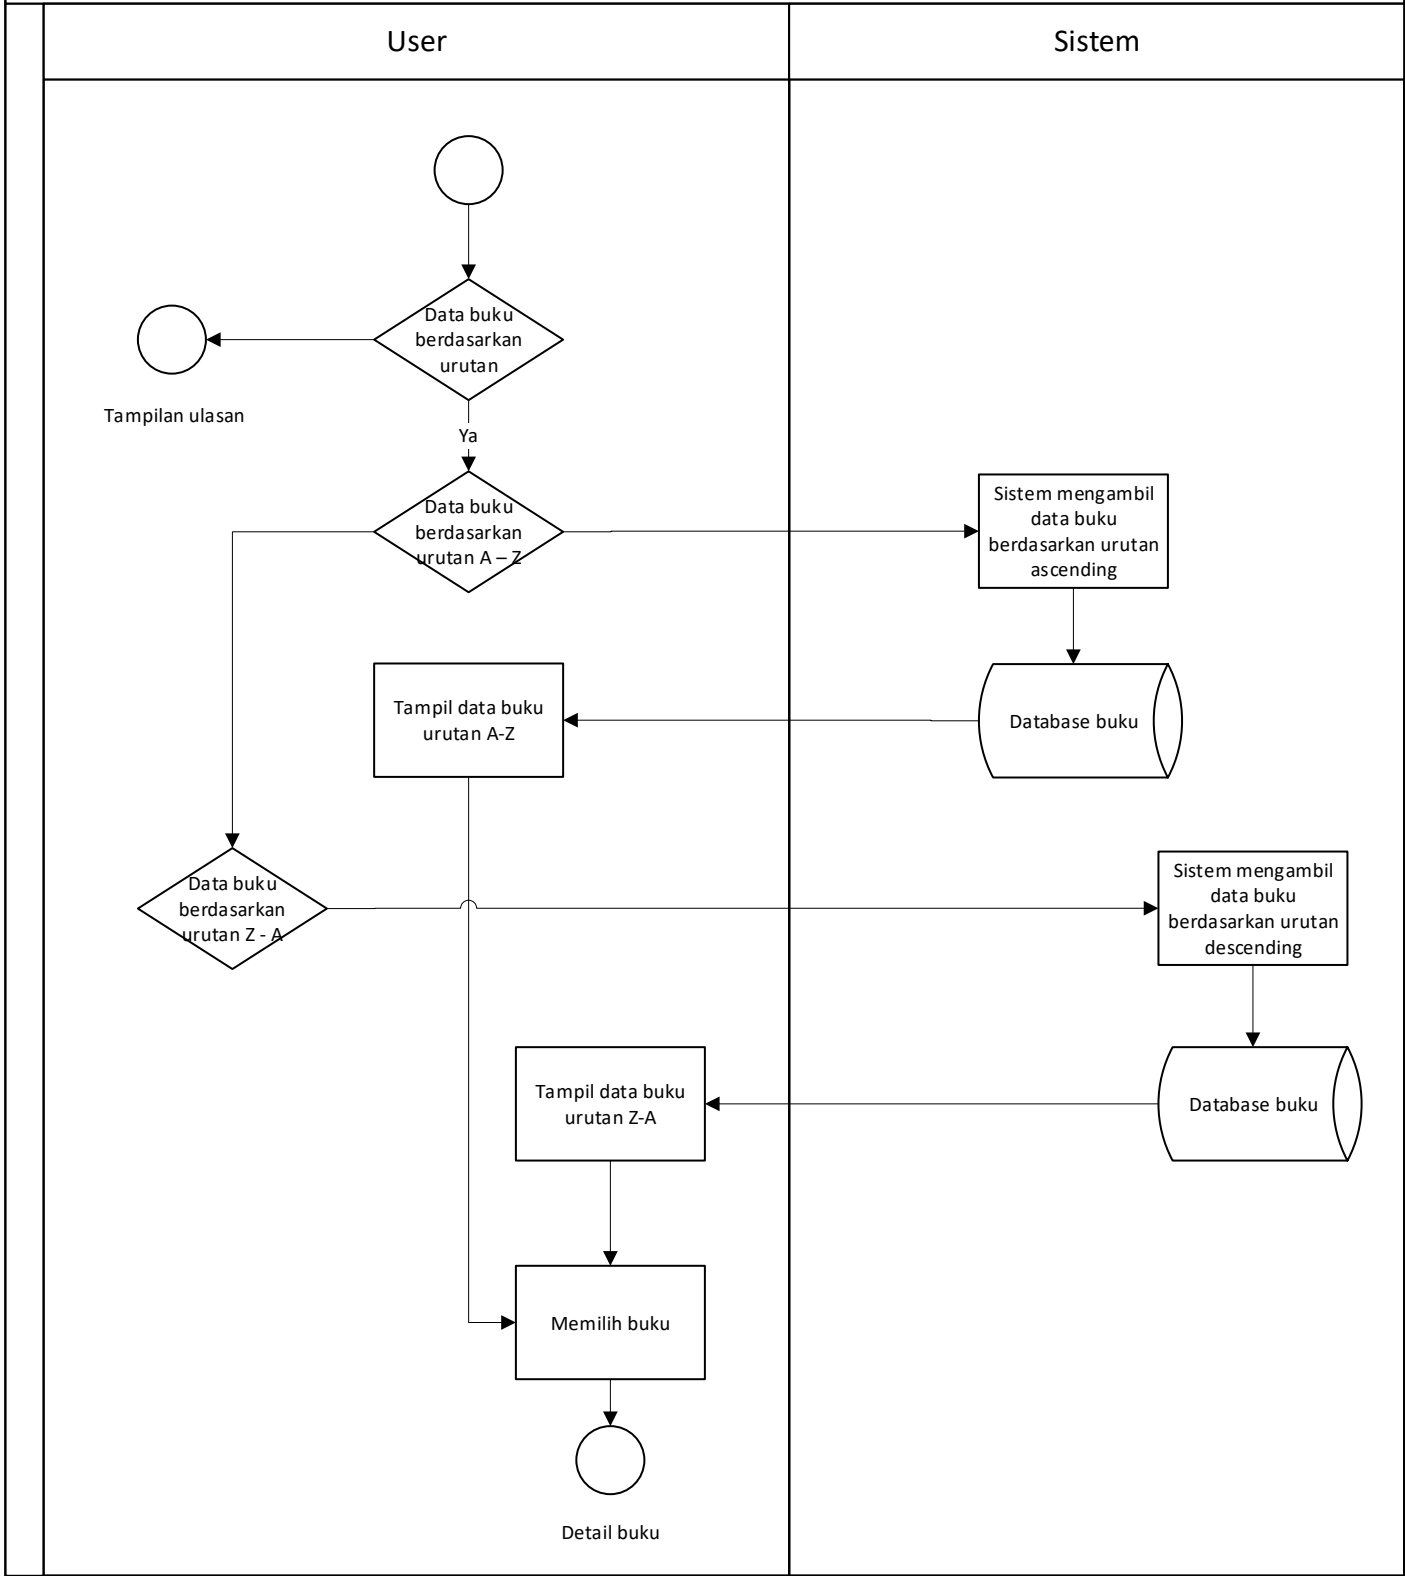 User
Sistem
Data buku
berdasarkan
urutan
Tampilan ulasan
Ya
Data buku
berdasarkan
urutan A – Z
Sistem mengambil
data buku
berdasarkan urutan
ascending
Tampil data buku
urutan A-Z
Database buku
Data buku
berdasarkan
urutan Z - A
Sistem mengambil
data buku
berdasarkan urutan
descending
Tampil data buku
urutan Z-A
Database buku
Memilih buku
Detail buku